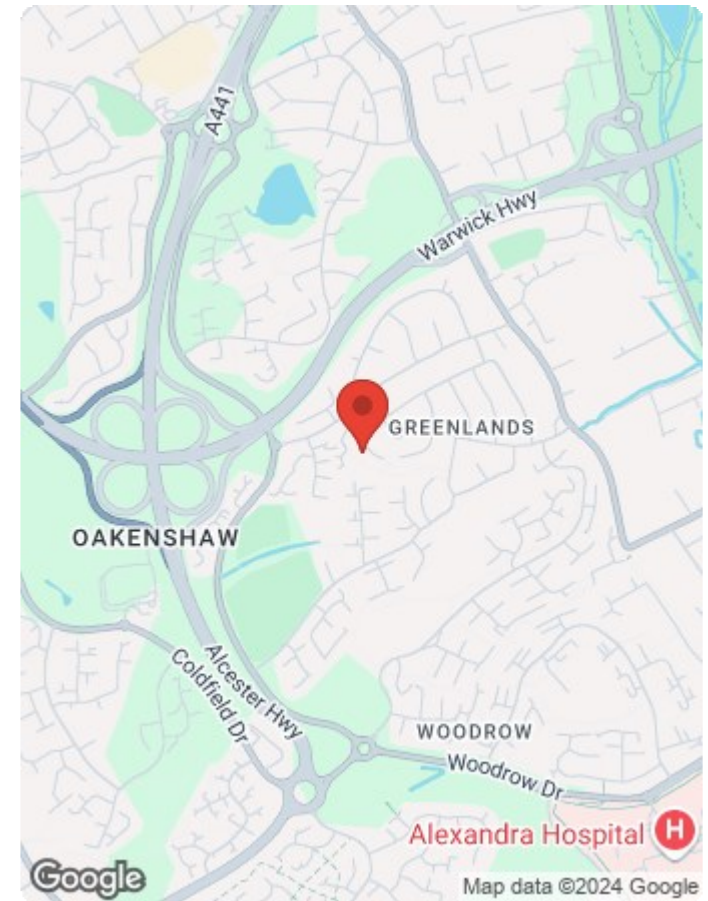 A441
Warwick Hwy
GREENLANDS
OAKENSHAW
Alcester Hwy
Coldfield Dr
WOODROW
Woodrow Dr
Alexandra Hospital H
Google
Map data ©2024 Google